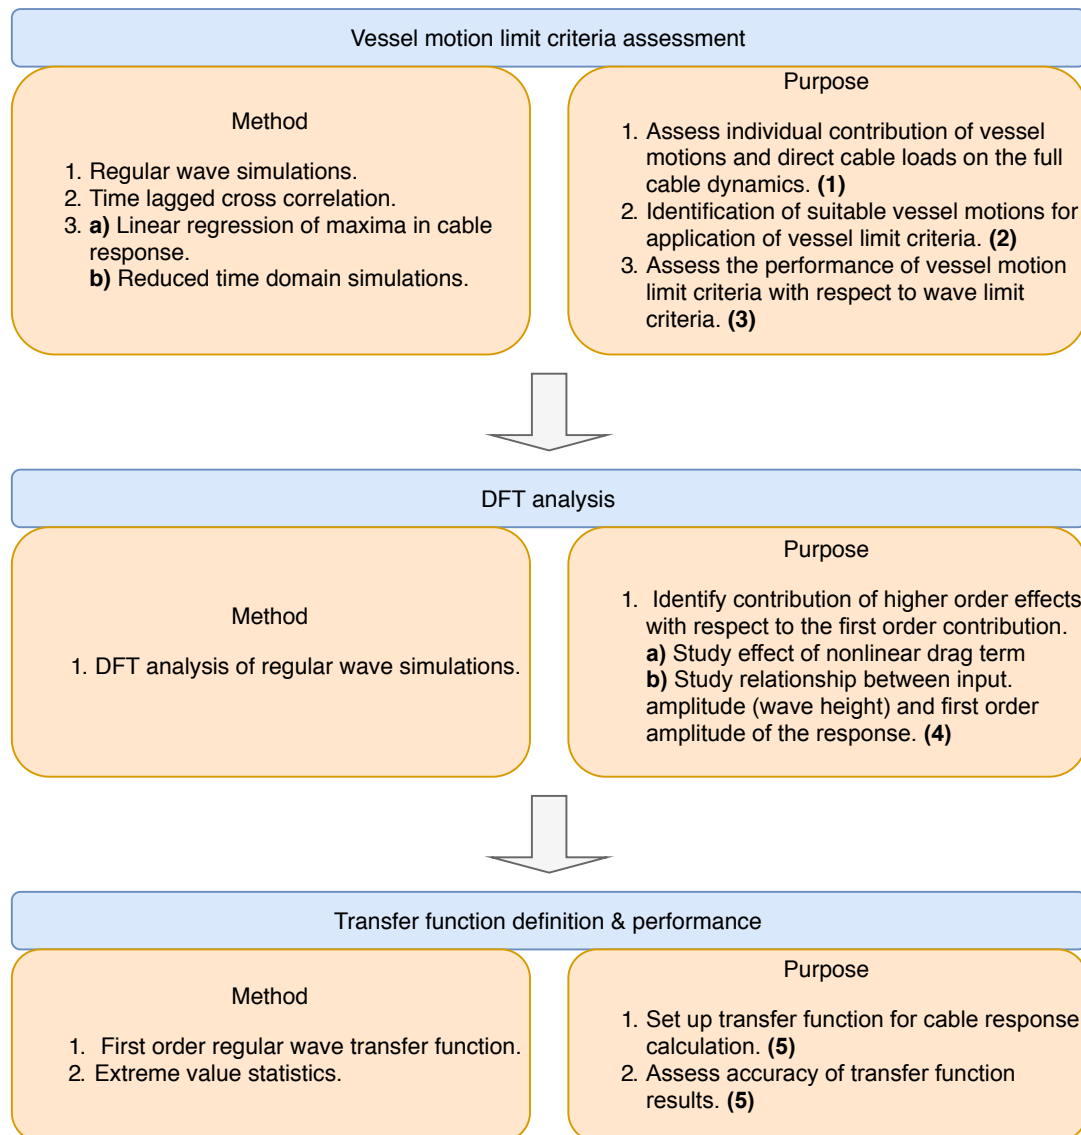 Vessel motion limit criteria assessment
Method
1. Regular wave simulations.
2. Time lagged cross correlation.
3. a) Linear regression of maxima in cable
response.
b) Reduced time domain simulations.
Purpose
1. Assess individual contribution of vessel
motions and direct cable loads on the full
cable dynamics. (1)
2. Identification of suitable vessel motions for
application of vessel limit criteria. (2)
3. Assess the performance of vessel motion
limit criteria with respect to wave limit
criteria. (3)
DFT analysis
Method
1. DFT analysis of regular wave simulations.
Purpose
1. Identify contribution of higher order effects
with respect to the first order contribution.
a) Study effect of nonlinear drag term
b) Study relationship between input.
amplitude (wave height) and first order
amplitude of the response. (4)
Transfer function definition & performance
Method
1. First order regular wave transfer function.
2. Extreme value statistics.
Purpose
1. Set up transfer function for cable response
calculation. (5)
2. Assess accuracy of transfer function
results. (5)